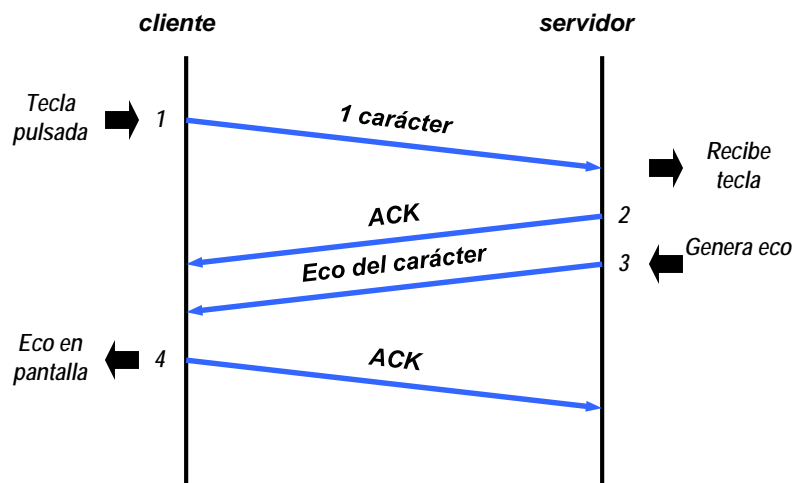 cliente
servidor
Tecla
pulsada
1
1 carácter
Recibe
tecla
ACK
2
Eco del carácter
3
Genera eco
Eco en
pantalla
4
ACK